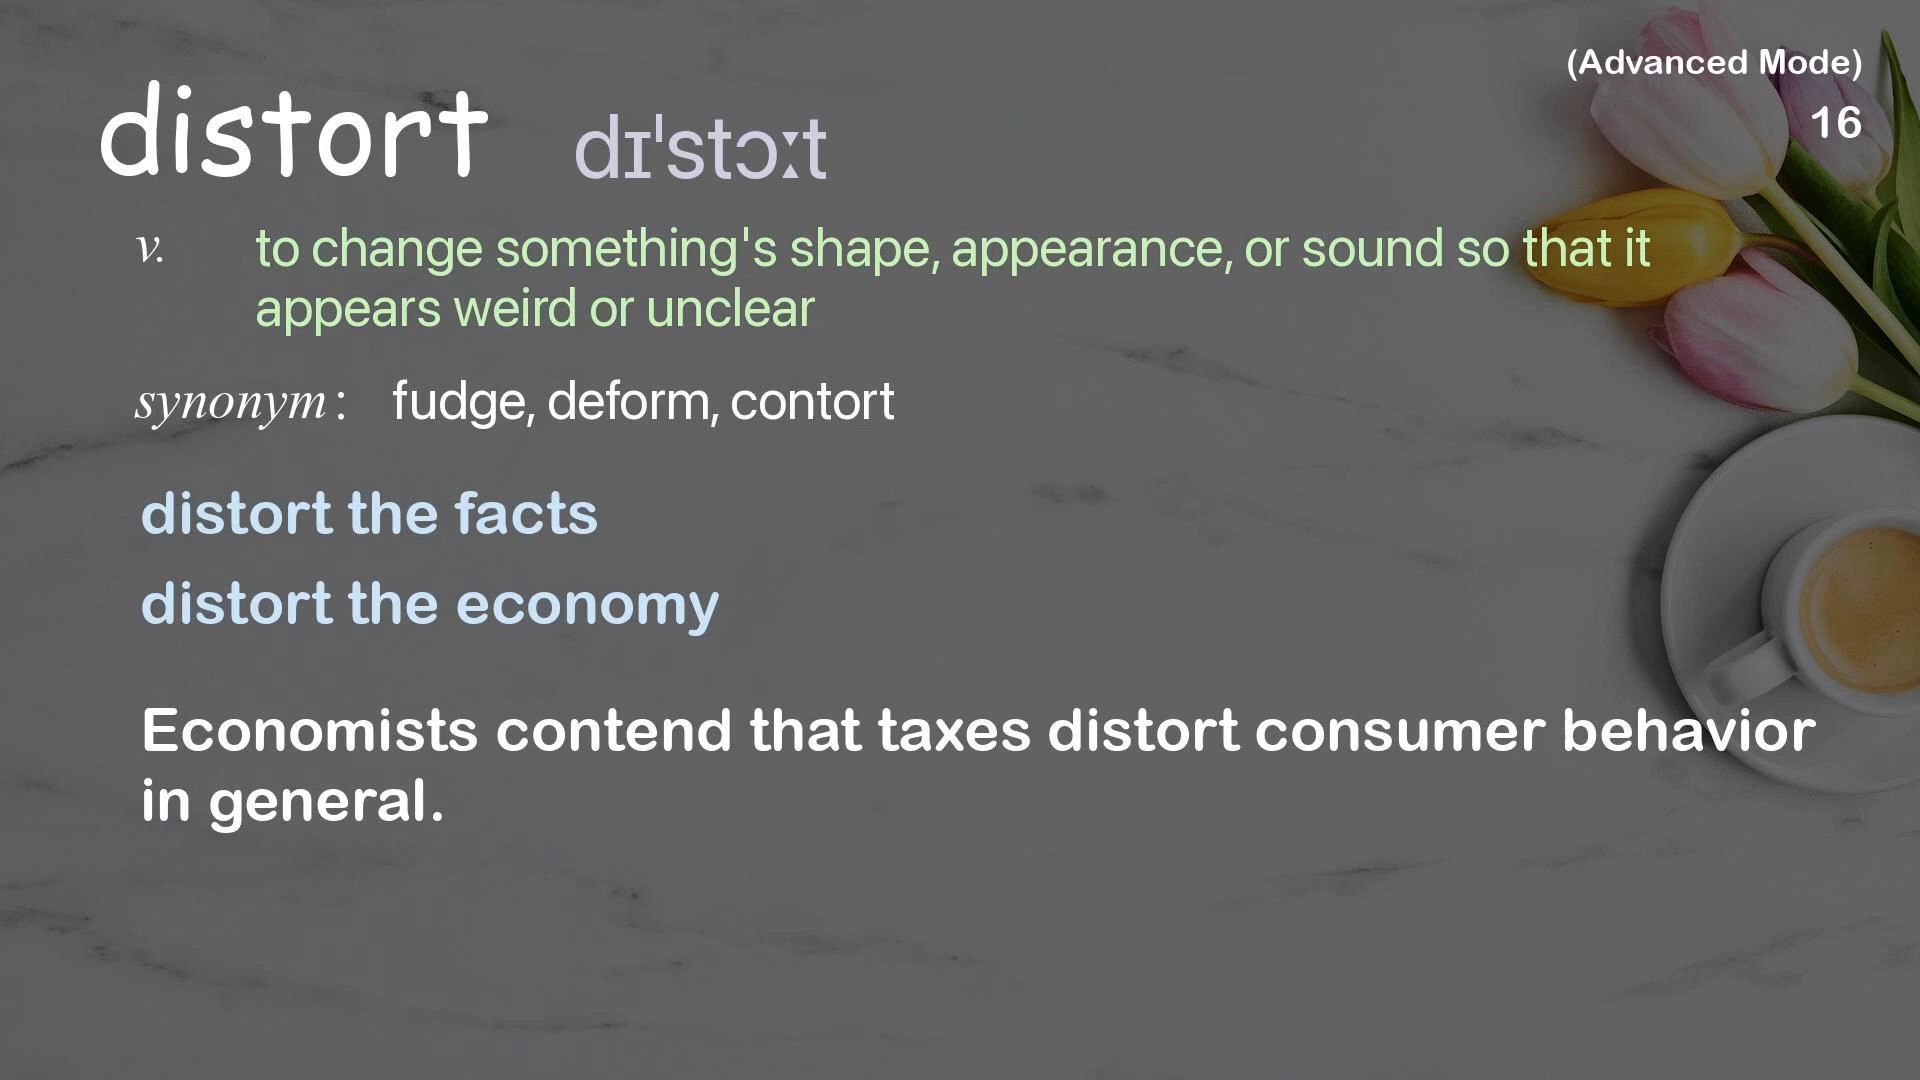 (Advanced Mode)
16
distort dɪˈstɔːt
v. to change something's shape, appearance, or sound so that it
appears weird or unclear
synonym : fudge, deform, contort
distort the facts
distort the economy
Economists contend that taxes distort consumer behavior
in general.